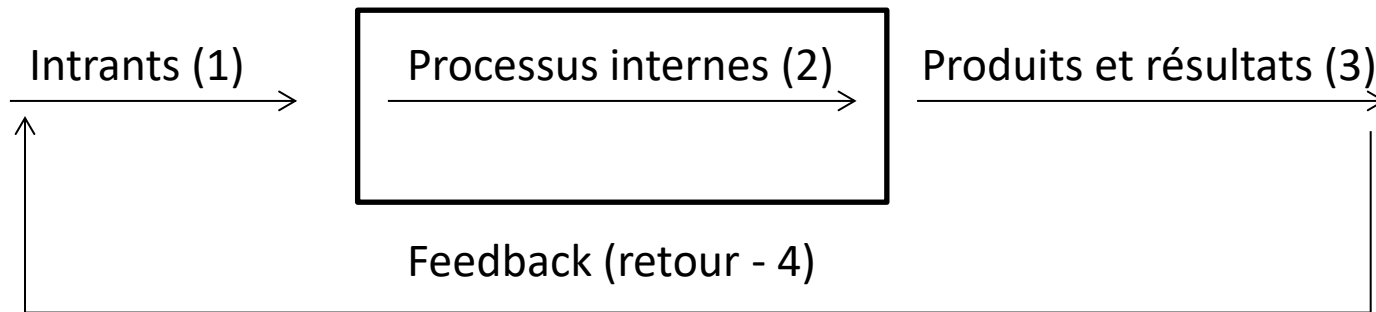 Intrants (1)
Processus internes (2)
Produits et résultats (3)
Feedback (retour - 4)